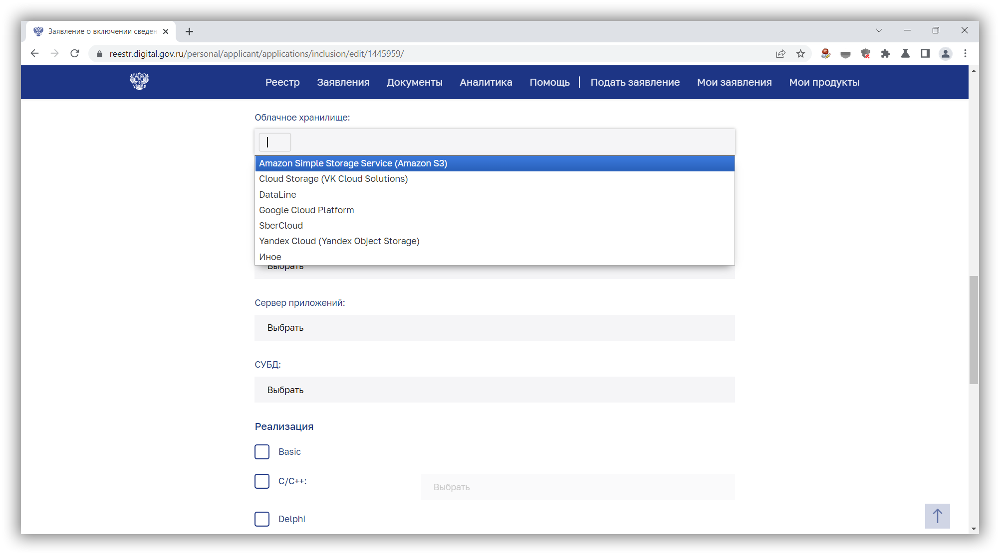 Заявление о включении сведен
reestr.digital.gov.ru/personal/applicant/applications/inclusion/edit/1445959/
Реестр Заявления Документы Аналитика Помощь | Подать заявление Мои заявления Мои продукты
Облачное хранилище:
Amazon Simple Storage Service (Amazon S3)
Cloud Storage (VK Cloud Solutions)
DataLine
Google Cloud Platform
SberCloud
Yandex Cloud (Yandex Object Storage)
Иное
Выбрать
Сервер приложений:
Выбрать
СУБД:
Выбрать
Реализация
Basic
C/C++:
Выбрать
Delphi